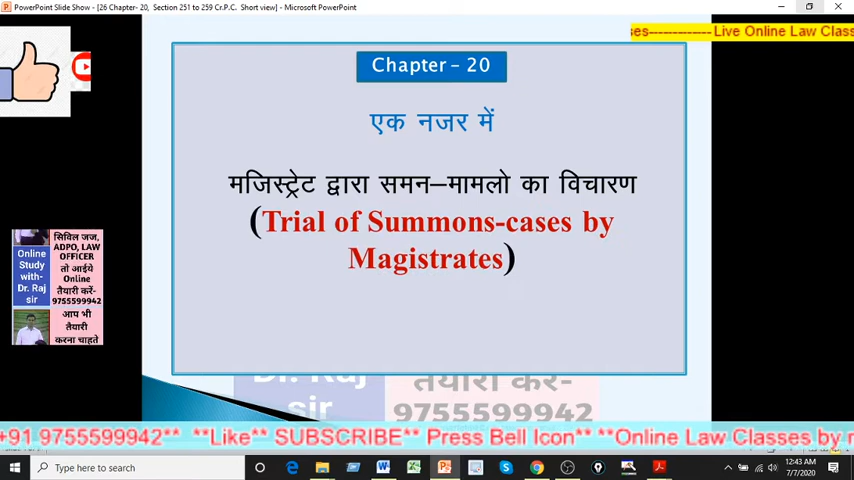 PowerPoint Slide Show - [26 Chapter- 20, Section 251 to 259 Cr.P.C. Short view] - Microsoft PowerPoint
ses------------- Live Online Law Class
Chapter – 20
एक नजर में
मजिस्ट्रेट द्वारा समन–मामलो का विचारण
(Trial of Summons-cases by
Magistrates)
Online
Study
with-
Dr. Raj
sir
सिविल जज,
ADPO, LAW
OFFICER
तो आईये
Online
तैयारी करें-
9755599942
आप भी
तैयारी
करना चाहते
Dr. Raj
sir
तैयारी करें-
9755599942
+91 9755599942** **Like** SUBSCRIBE** Press Bell Icon** **Online Law Classes by
Type here to search
12:43 AM
7/7/2020